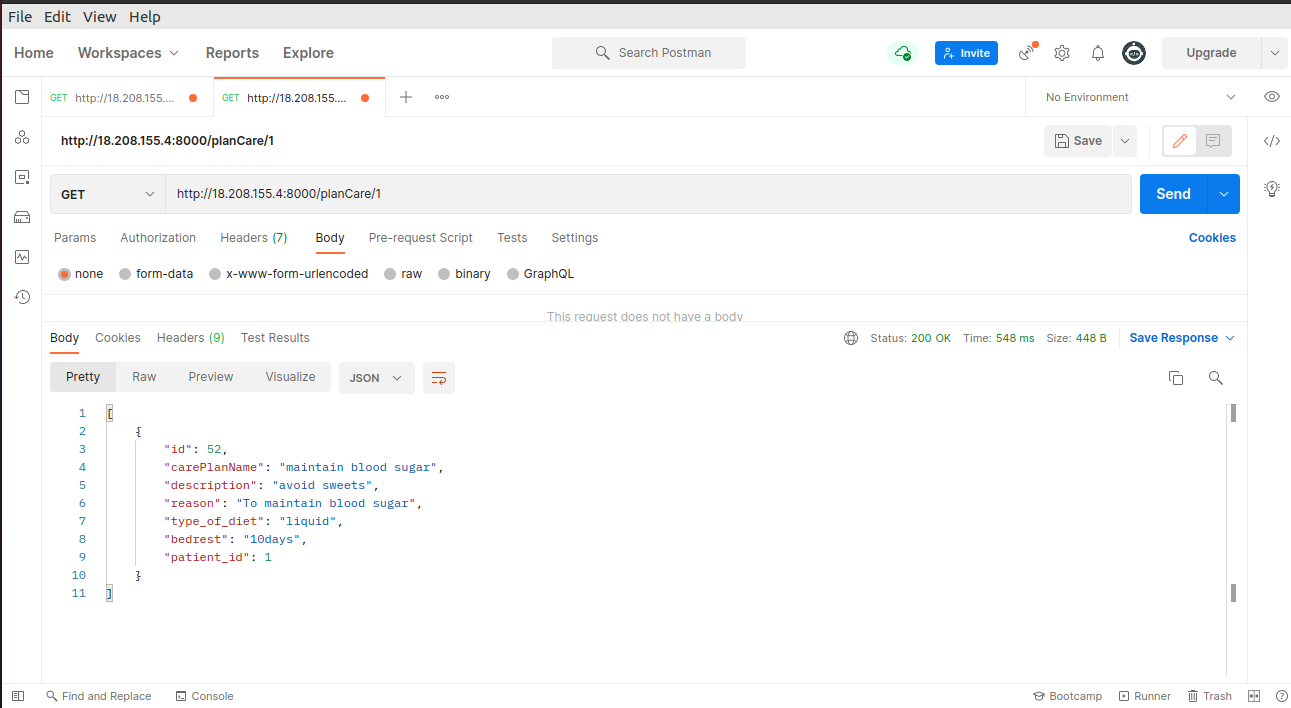 File Edit View Help
Home Workspaces Reports Explore Search Postman Invite Upgrade
GET http://18.208.155.... GET http://18.208.155.... No Environment
http://18.208.155.4:8000/planCare/1 Save
GET http://18.208.155.4:8000/planCare/1 Send
Params Authorization Headers (7) Body Pre-request Script Tests Settings Cookies
none form-data x-www-form-urlencoded raw binary GraphQL
This request does not have a body
Body Cookies Headers (9) Test Results Status: 200 OK Time: 548 ms Size: 448 B Save Response
Pretty Raw Preview Visualize JSON
1 [
2 {
3 "id": 52,
4 "carePlanName": "maintain blood sugar",
5 "description": "avoid sweets",
6 "reason": "To maintain blood sugar",
7 "type_of_diet": "liquid",
8 "bedrest": "10days",
9 "patient_id": 1
10 }
11 ]
Find and Replace Console Bootcamp Runner Trash